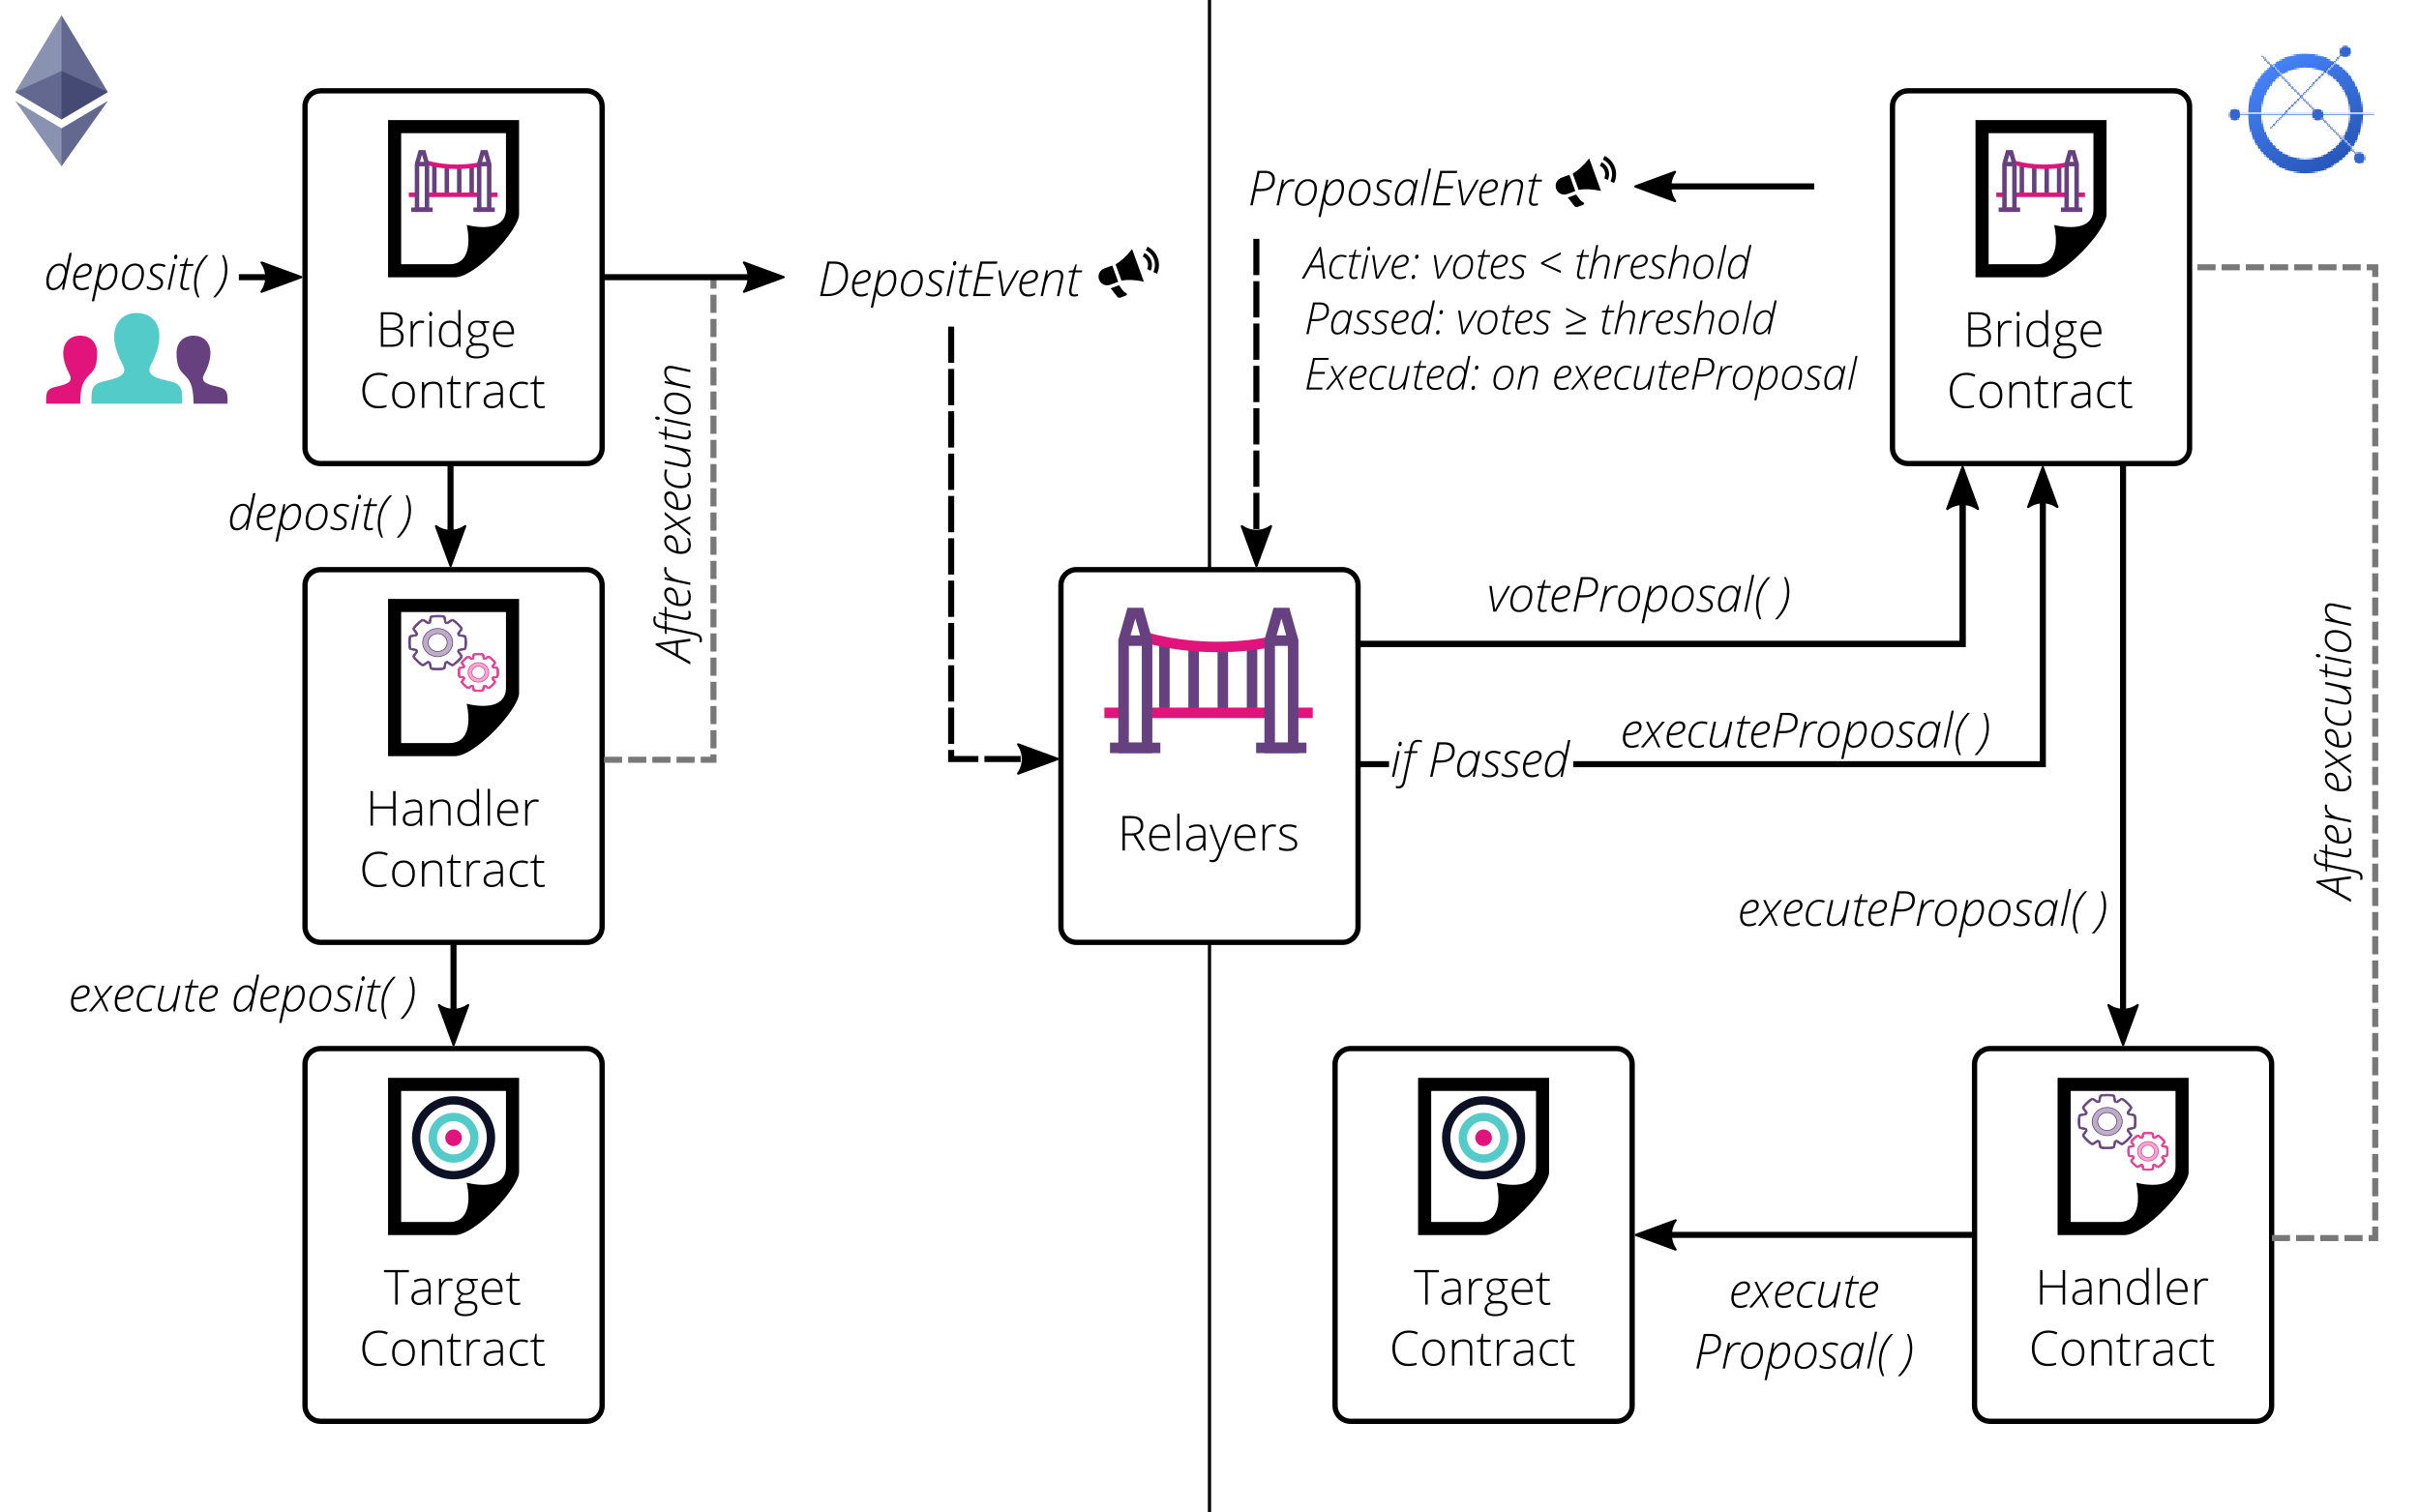 deposit( )
Bridge
Contract
DepositEvent
After execution
deposit( )
Handler
Contract
execute deposit( )
Target
Contract
ProposalEvent
Active: votes < threshold
Passed: votes ≥ threshold
Executed: on executeProposal
Bridge
Contract
Relayers
voteProposal( )
if Passed
executeProposal( )
executeProposal( )
After execution
Target
Contract
execute
Proposal( )
Handler
Contract